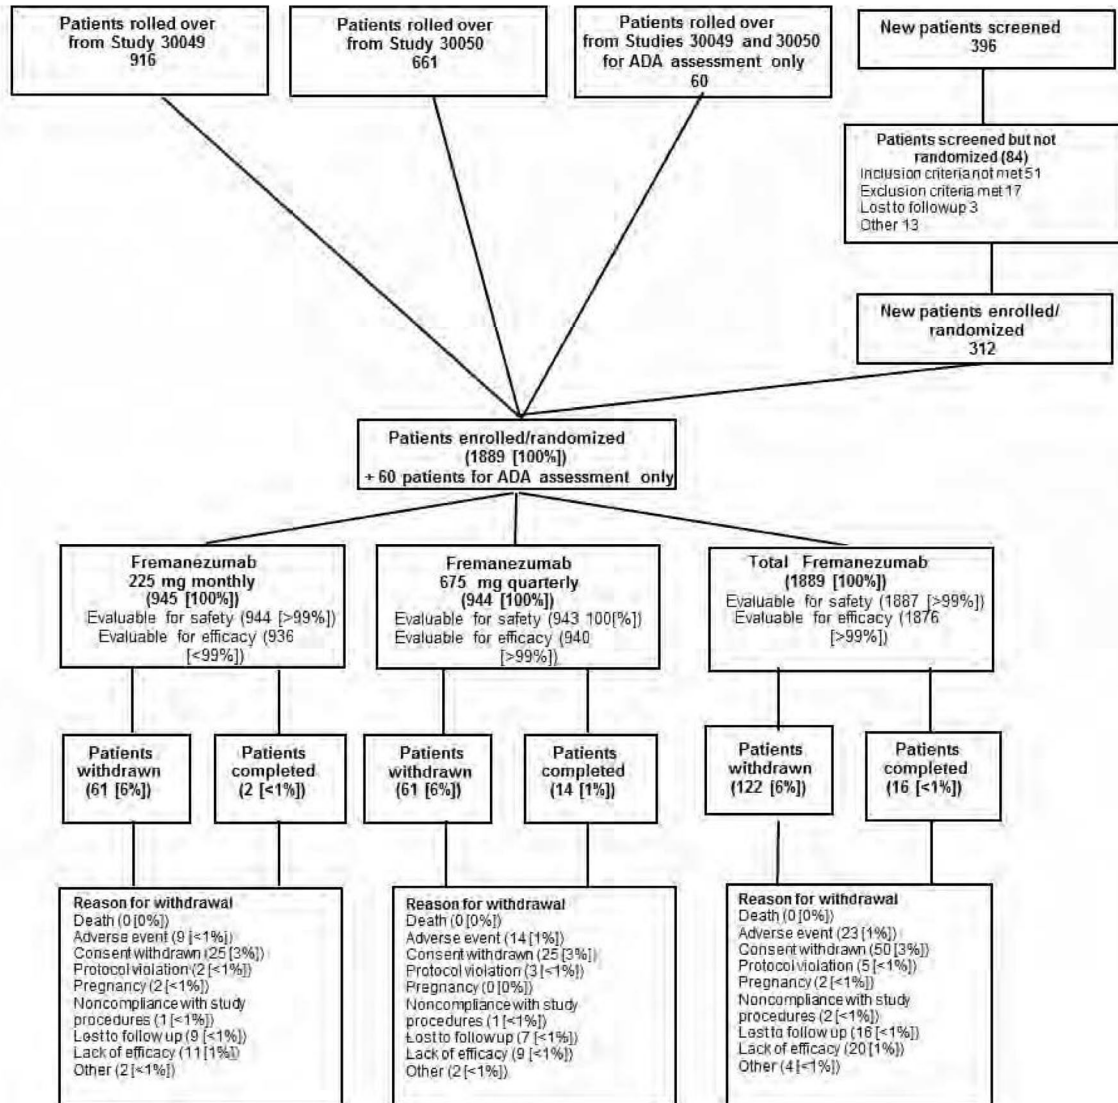 Patients rolled over
from Study 30049
916
Patients rolled over
from Study 30050
661
Patients rolled over
from Studies 30049 and 30050
for ADA assessment only
60
New patients screened
396
Patients screened but not
randomized (84)
Inclusion criteria not met 51
Exclusion criteria met 17
Lost to followup 3
Other 13
New patients enrolled/
randomized
312
Patients enrolled/randomized
(1889 [100%])
+ 60 patients for ADA assessment only
Fremanezumab
225 mg monthly
(945 [100%])
Evaluable for safety (944 [>99%])
Evaluable for efficacy (936
[<99%])
Fremanezumab
675 mg quarterly
(944 [100%])
Evaluable for safety (943 100[%])
Evaluable for efficacy (940
[>99%])
Total Fremanezumab
(1889 [100%])
Evaluable for safety (1887 [>99%])
Evaluable for efficacy (1876
[>99%])
Patients
withdrawn
(61 [6%])
Patients
completed
(2 [<1%])
Patients
withdrawn
(61 [6%])
Patients
completed
(14 [1%])
Patients
withdrawn
(122 [6%])
Patients
completed
(16 [<1%])
Reason for withdrawal
Death (0 [0%])
Adverse event (9 [<1%])
Consent withdrawn (25 [3%])
Protocol violation (2 [<1%])
Pregnancy (2 [<1%])
Noncompliance with study
procedures (1 [<1%])
Lost to follow up (9 [<1%])
Lack of efficacy (11 [1%])
Other (2 [<1%])
Reason for withdrawal
Death (0 [0%])
Adverse event (14 [1%])
Consent withdrawn (25 [3%])
Protocol violation (3 [<1%])
Pregnancy (0 [0%])
Noncompliance with study
procedures (1 [<1%])
Lost to follow up (7 [<1%])
Lack of efficacy (9 [<1%])
Other (2 [<1%])
Reason for withdrawal
Death (0 [0%])
Adverse event (23 [1%])
Consent withdrawn (50 [3%])
Protocol violation (5 [<1%])
Pregnancy (2 [<1%])
Noncompliance with study
procedures (2 [<1%])
Lost to follow up (16 [<1%])
Lack of efficacy (20 [1%])
Other (4 [<1%])